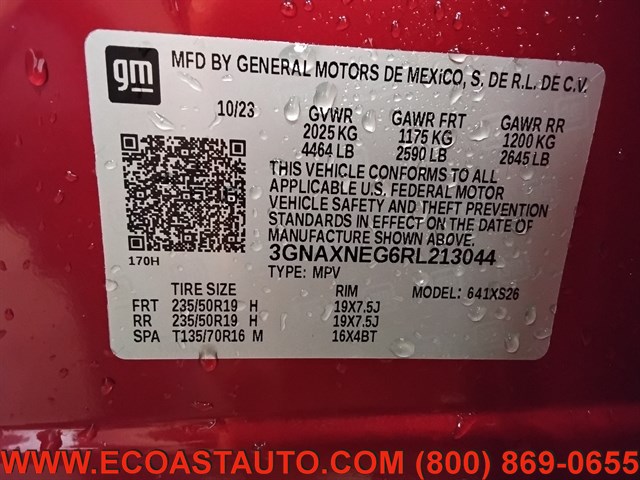 gm
MFD BY GENERAL MOTORS DE MEXICO, S. DE R.L. DE C.V.
10/23 GVWR GAWR FRT GAWR RR
2025 KG 1175 KG 1200 KG
4464 LB 2590 LB 2645 LB
THIS VEHICLE CONFORMS TO ALL
APPLICABLE U.S. FEDERAL MOTOR
VEHICLE SAFETY AND THEFT PREVENTION
STANDARDS IN EFFECT ON THE DATE OF
MANUFACTURE SHOWN ABOVE.
3GNAXNEG6RL213044
170H
TYPE: MPV
TIRE SIZE RIM MODEL: 641XS26
FRT 235/50R19 H 19X7.5J
RR 235/50R19 H 19X7.5J
SPA T135/70R16 M 16X4BT
WWW.ECOASTAUTO.COM (800) 869-0655